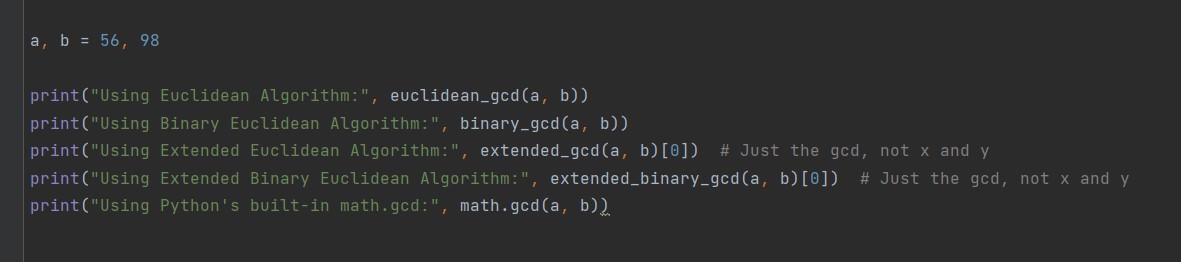 a, b = 56, 98
print("Using Euclidean Algorithm:", euclidean_gcd(a, b))
print("Using Binary Euclidean Algorithm:", binary_gcd(a, b))
print("Using Extended Euclidean Algorithm:", extended_gcd(a, b)[0])  # Just the gcd, not x and y
print("Using Extended Binary Euclidean Algorithm:", extended_binary_gcd(a, b)[0])  # Just the gcd, not x and y
print("Using Python's built-in math.gcd:", math.gcd(a, b))